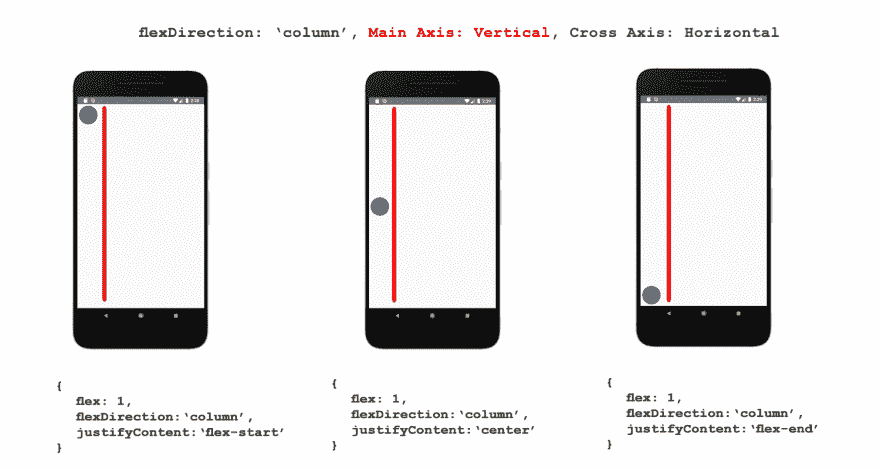 flexDirection: ‘column’, Main Axis: Vertical, Cross Axis: Horizontal
{
flex: 1,
flexDirection:‘column’,
justifyContent:‘flex-start’
}
{
flex: 1,
flexDirection:‘column’,
justifyContent:‘center’
}
{
flex: 1,
flexDirection:‘column’,
justifyContent:‘flex-end’
}